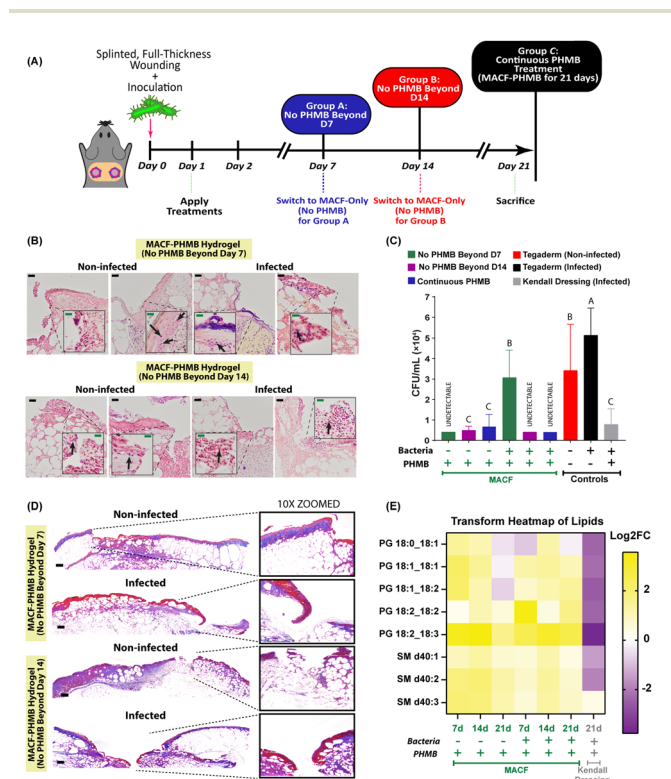 (A)
Splinted, Full-Thickness
Wounding
+
Inoculation
Group A:
No PHMB Beyond
D7
Group B:
No PHMB Beyond
D14
Group C:
Continuous PHMB
Treatment
(MACF-PHMB for 21 days)
Day 0
Day 1
Day 2
Day 7
Day 14
Day 21
Apply
Treatments
Switch to MACF-Only
(No PHMB)
for Group A
Switch to MACF-Only
(No PHMB)
for Group B
Sacrifice
(B)
MACF-PHMB Hydrogel
(No PHMB Beyond Day 7)
Non-infected
Infected
MACF-PHMB Hydrogel
(No PHMB Beyond Day 14)
Non-infected
Infected
(C)
No PHMB Beyond D7
No PHMB Beyond D14
Continuous PHMB
Tegaderm (Non-infected)
Tegaderm (Infected)
Kendall Dressing (Infected)
CFU/mL (×10⁴)
7
6
5
4
3
2
1
0
UNDETECTABLE
C
C
B
UNDETECTABLE
UNDETECTABLE
B
A
C
Bacteria - - - + + + - + +
PHMB + + + + + + - - +
MACF
Controls
(D)
10X ZOOMED
MACF-PHMB Hydrogel
(No PHMB Beyond Day 7)
Non-infected
Infected
MACF-PHMB Hydrogel
(No PHMB Beyond Day 14)
Non-infected
Infected
(E)
Transform Heatmap of Lipids
Log2FC
PG 18:0_18:1
PG 18:1_18:1
PG 18:1_18:2
PG 18:2_18:2
PG 18:2_18:3
SM d40:1
SM d40:2
SM d40:3
2
0
-2
7d 14d 21d 7d 14d 21d 21d
Bacteria - - - + + + +
PHMB + + + + + + +
MACF
Kendall
Dressing